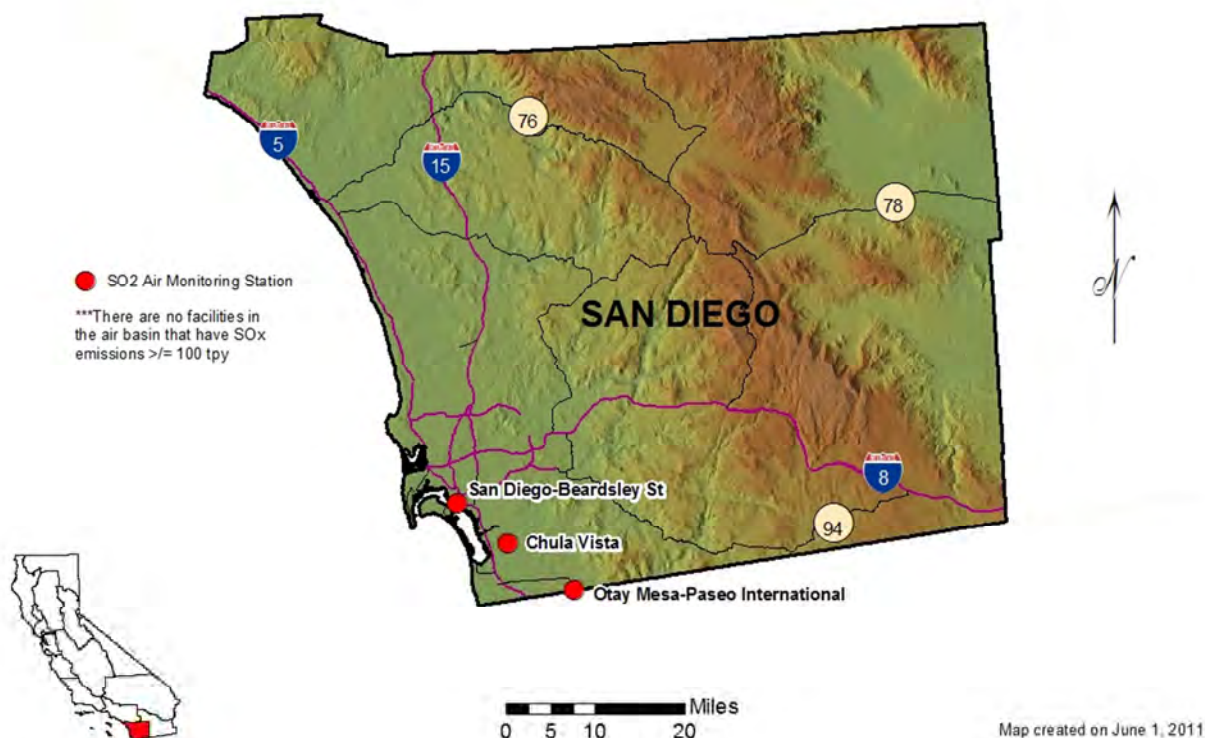 76
5
15
78
SO2 Air Monitoring Station
***There are no facilities in
the air basin that have SOx
emissions >/= 100 tpy
SAN DIEGO
N
8
San Diego-Beardsley St
94
Chula Vista
Otay Mesa-Paseo International
Miles
0 5 10 20
Map created on June 1, 2011